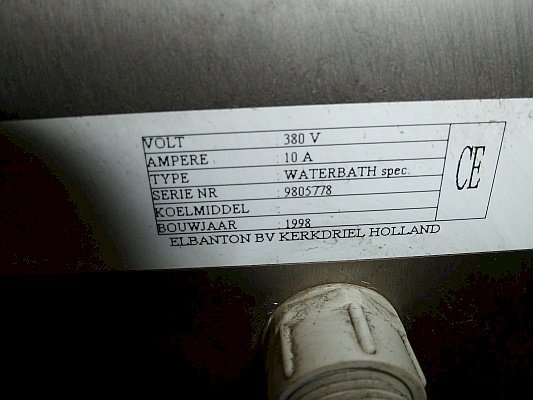 VOLT : 380 V
AMPERE : 10 A
TYPE : WATERBATH spec.
SERIE NR : 9805778
KOELMIDDEL :
BOUWJAAR : 1998
CE
ELBANTON BV KERKDRIEL HOLLAND